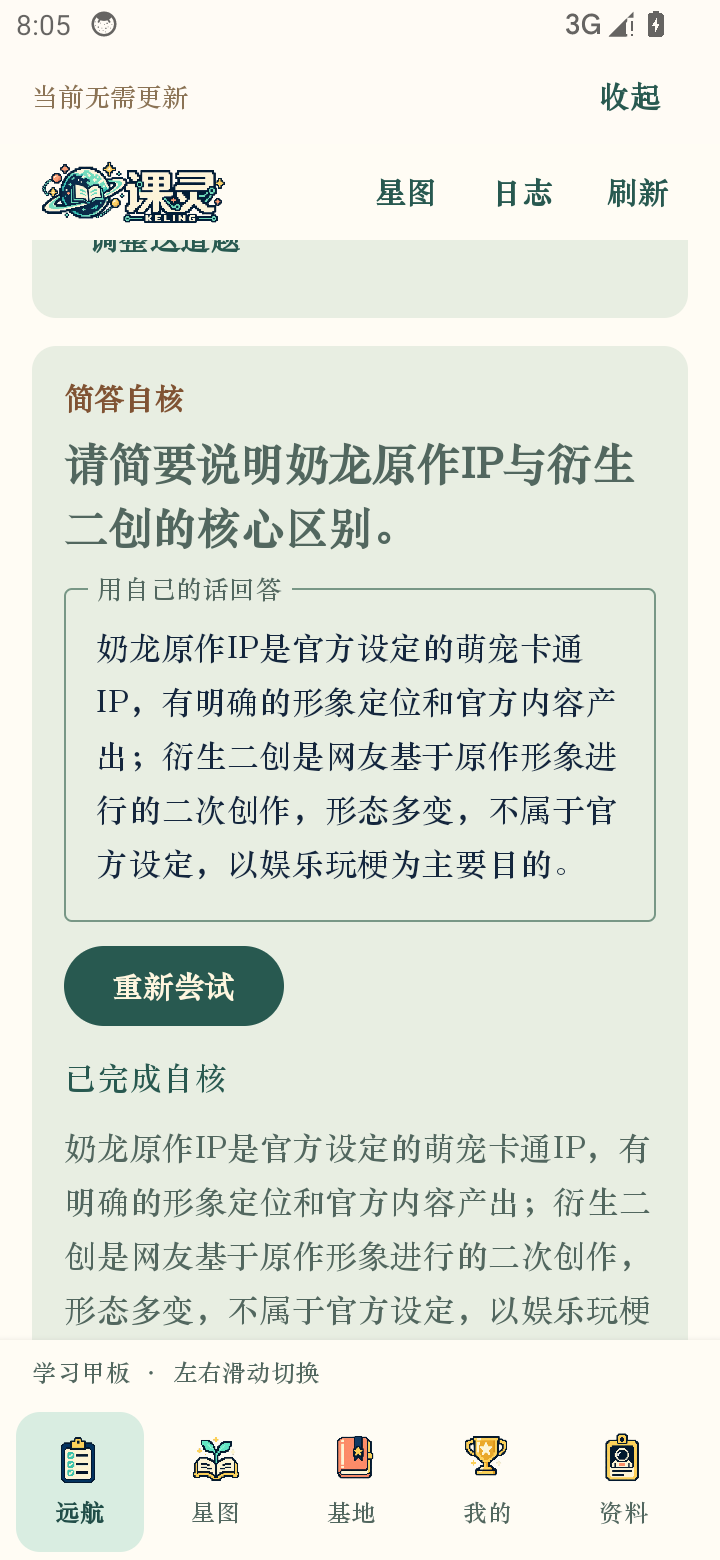 8:05
3G
当前无需更新
收起
课灵
KELING
星图
日志
刷新
调整这道题
简答自核
请简要说明奶龙原作IP与衍生
二创的核心区别。
用自己的话回答
奶龙原作IP是官方设定的萌宠卡通
IP，有明确的形象定位和官方内容产
出；衍生二创是网友基于原作形象进
行的二次创作，形态多变，不属于官
方设定，以娱乐玩梗为主要目的。
重新尝试
已完成自核
奶龙原作IP是官方设定的萌宠卡通IP，有
明确的形象定位和官方内容产出；衍生二
创是网友基于原作形象进行的二次创作，
形态多变，不属于官方设定，以娱乐玩梗
学习甲板 · 左右滑动切换
远航
星图
基地
我的
资料